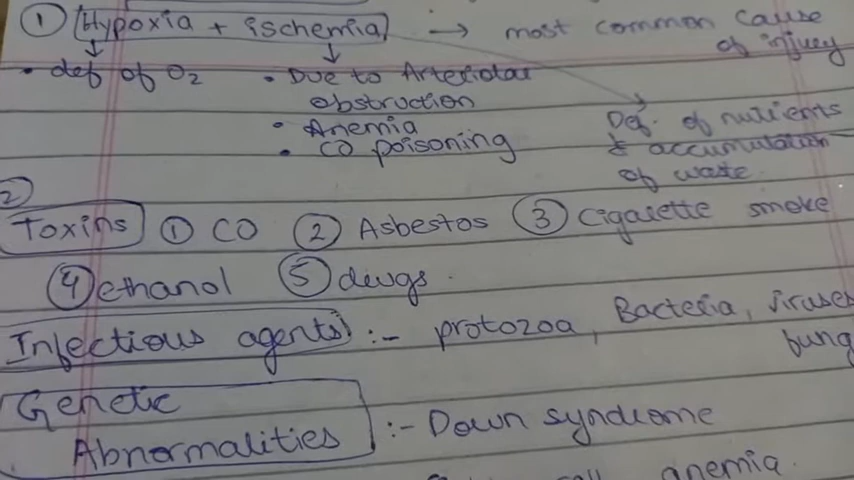 ① Hypoxia + ischemia → most common cause
of injury
• def of O2 • Due to Arteriolar
obstruction
• Anemia
• CO poisoning
Def. of nutrients
& accumulation
of waste
2
Toxins ① CO ② Asbestos ③ Cigarette smoke
④ ethanol ⑤ drugs.
Infectious agents :- protozoa, Bacteria, viruses
fung
Genetic
Abnormalities :- Down syndrome
anemia.